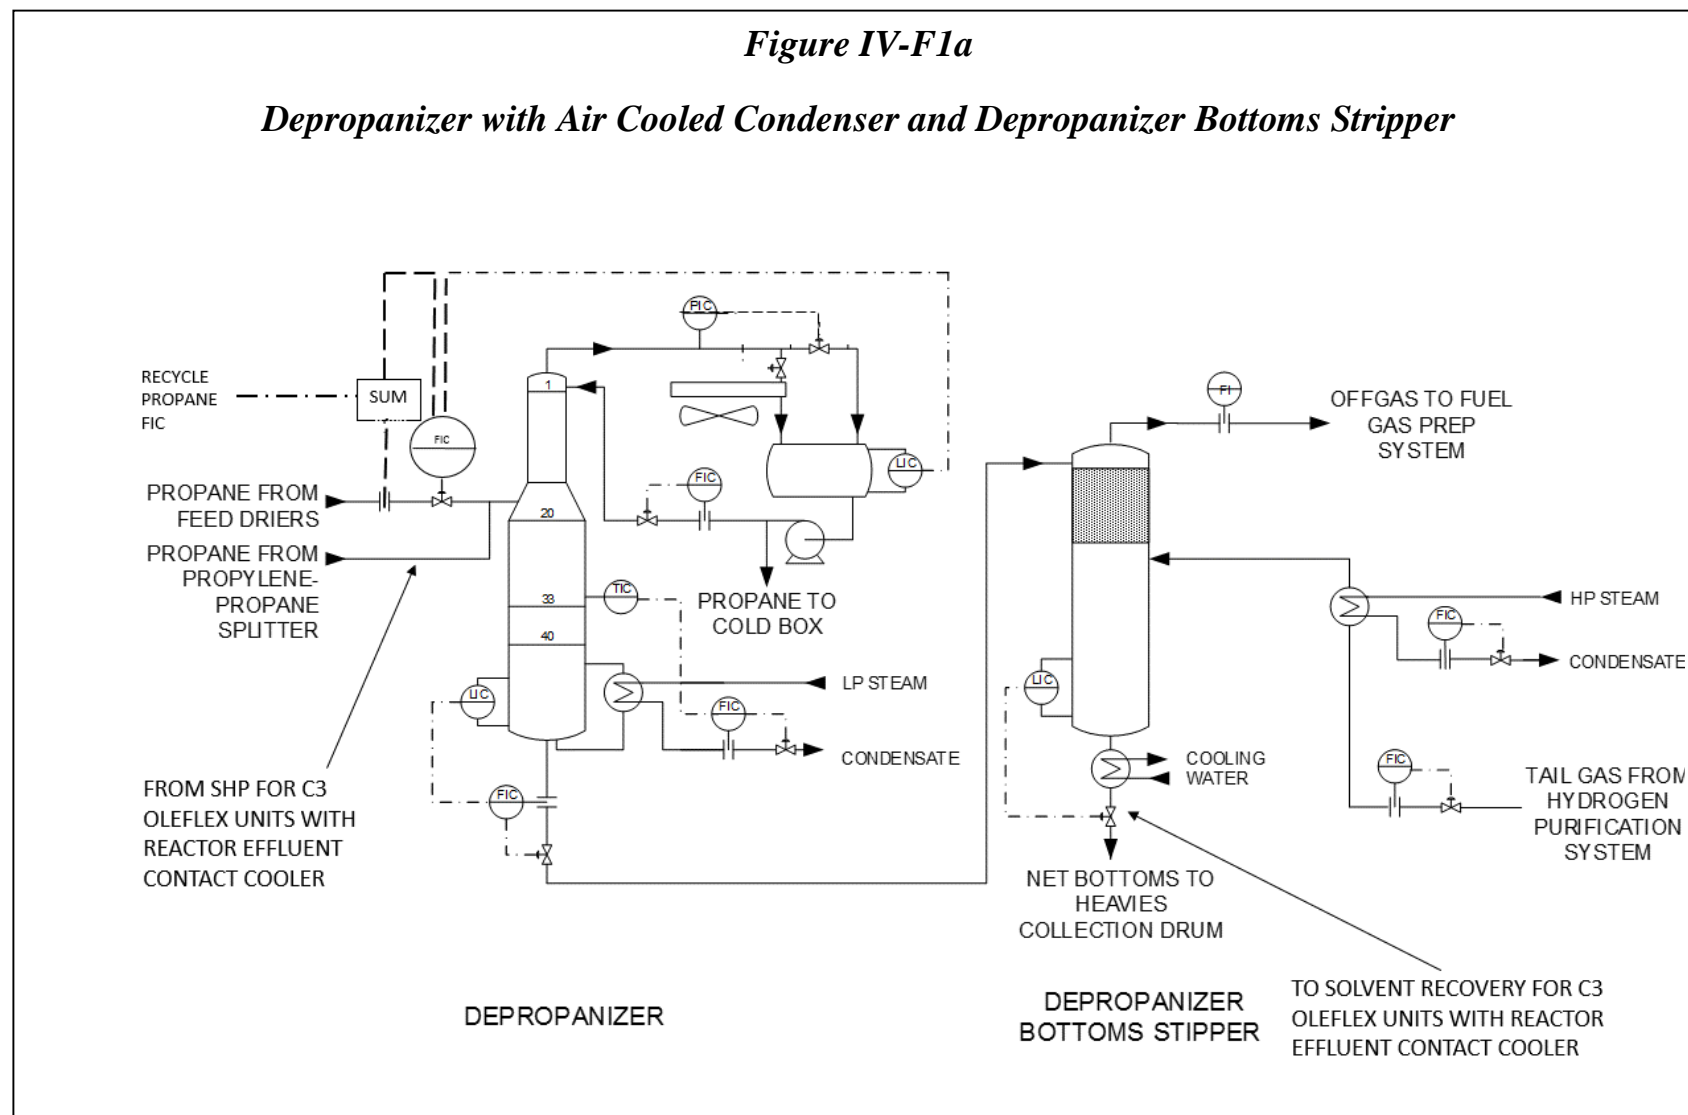 Figure IV-F1a
Depropanizer with Air Cooled Condenser and Depropanizer Bottoms Stripper
RECYCLE
PROPANE
FIC
SUM
FIC
PROPANE FROM
FEED DRIERS
PROPANE FROM
PROPYLENE-
PROPANE
SPLITTER
FROM SHP FOR C3
OLEFLEX UNITS WITH
REACTOR EFFLUENT
CONTACT COOLER
1
20
33
40
PIC
LIC
FIC
PROPANE TO
COLD BOX
TIC
LP STEAM
LIC
FIC
CONDENSATE
FIC
DEPROPANIZER
FI
OFFGAS TO FUEL
GAS PREP
SYSTEM
HP STEAM
FIC
CONDENSATE
LIC
COOLING
WATER
FIC
TAIL GAS FROM
HYDROGEN
PURIFICATION
SYSTEM
NET BOTTOMS TO
HEAVIES
COLLECTION DRUM
DEPROPANIZER
BOTTOMS STIPPER
TO SOLVENT RECOVERY FOR C3
OLEFLEX UNITS WITH REACTOR
EFFLUENT CONTACT COOLER